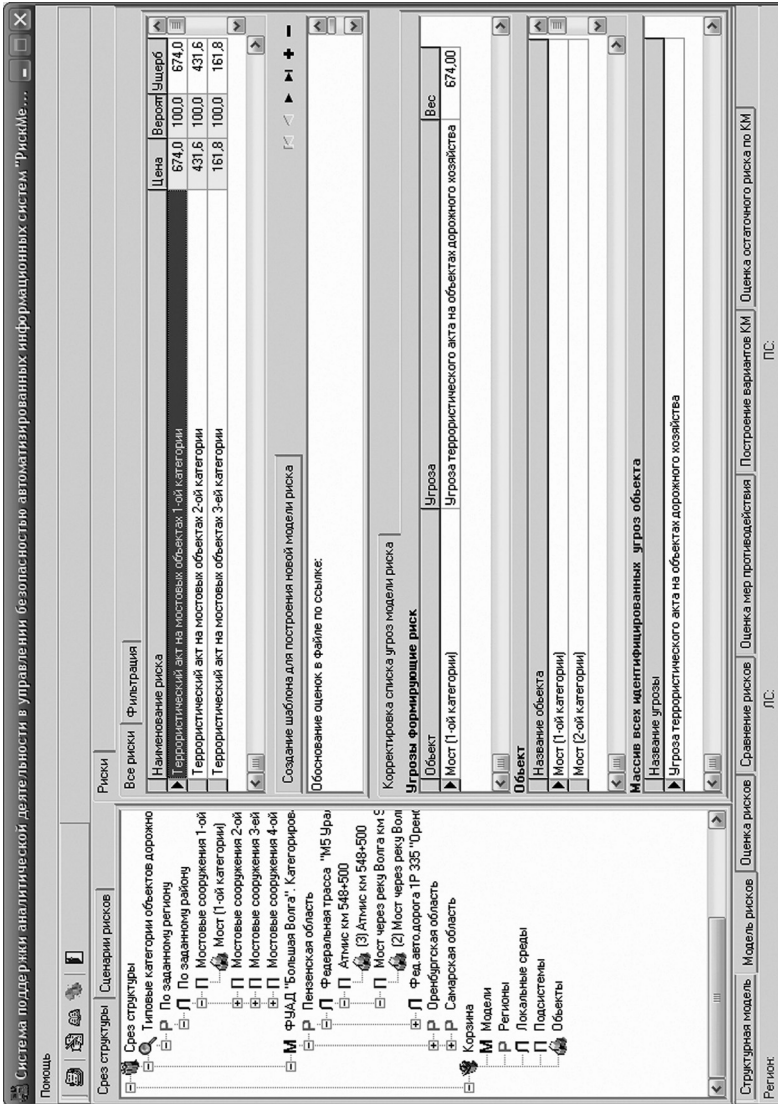 Система поддержки аналитической деятельности в управлении безопасностью автоматизированных информационных систем "РискМе...
Помощь
Срез структуры
Сценарии рисков
Срез структуры
Типовые категории объектов дорожно
Р По заданному региону
Л По заданному району
П Мостовые сооружения 1-ой
Мост (1-ой категории)
П Мостовые сооружения 2-ой
П Мостовые сооружения 3-ей
П Мостовые сооружения 4-ой
М ФУАД "Большая Волга". Категориров
Р Пензенская область
Л Федеральная трасса "М5 Урал
П Атмис км 548+500
(3) Атмис км 548+500
П Мост через реку Волга км 9
(2) Мост через реку Вол
Л Фед.авто.дорога 1Р 335 "Орен
Р Оренбургская область
Р Самарская область
Корзина
М Модели
Р Регионы
Л Локальные среды
П Подсистемы
Объекты
Риски
Все риски
Фильтрация
Наименование риска Цена Вероят Ущерб
Террористический акт на мостовых объектах 1-ой категории 674,0 100,0 674,0
Террористический акт на мостовых объектах 2-ой категории 431,6 100,0 431,6
Террористический акт на мостовых объектах 3-ей категории 161,8 100,0 161,8
Создание шаблона для построения новой модели риска
Обоснование оценок в файле по ссылке:
Корректировка списка угроз модели риска
Угрозы формирующие риск
Объект Угроза Вес
Мост (1-ой категории) Угроза террористического акта на объектах дорожного хозяйства 674,00
Объект
Название объекта
Мост (1-ой категории)
Мост (2-ой категории)
Массив всех идентифицированных угроз объекта
Название угрозы
Угроза террористического акта на объектах дорожного хозяйства
Структурная модель
Модель рисков
Оценка рисков
Сравнение рисков
Оценка мер противодействия
Построение вариантов КМ
Оценка остаточного риска по КМ
Регион: ЛС: ПС: